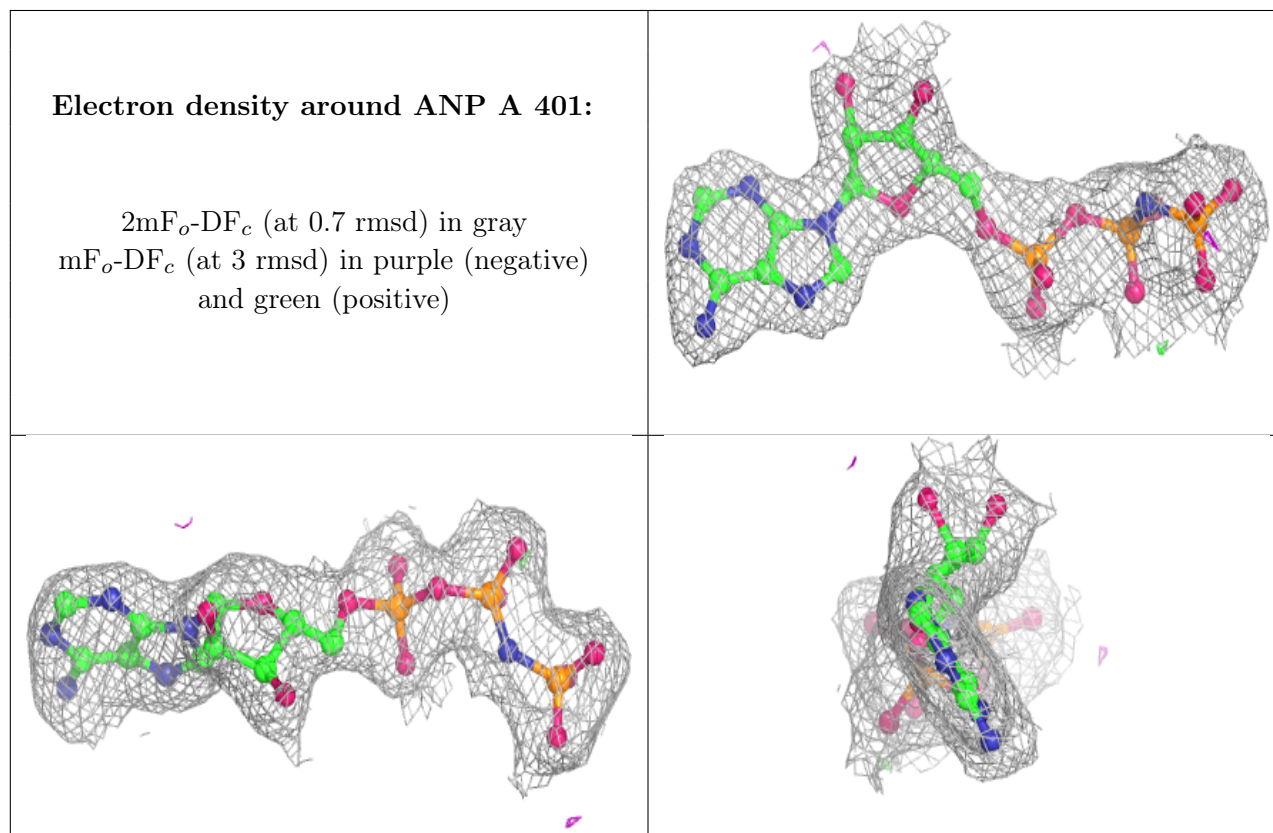 Electron density around ANP A 401:
2mFo-DFc (at 0.7 rmsd) in gray
mFo-DFc (at 3 rmsd) in purple (negative)
and green (positive)